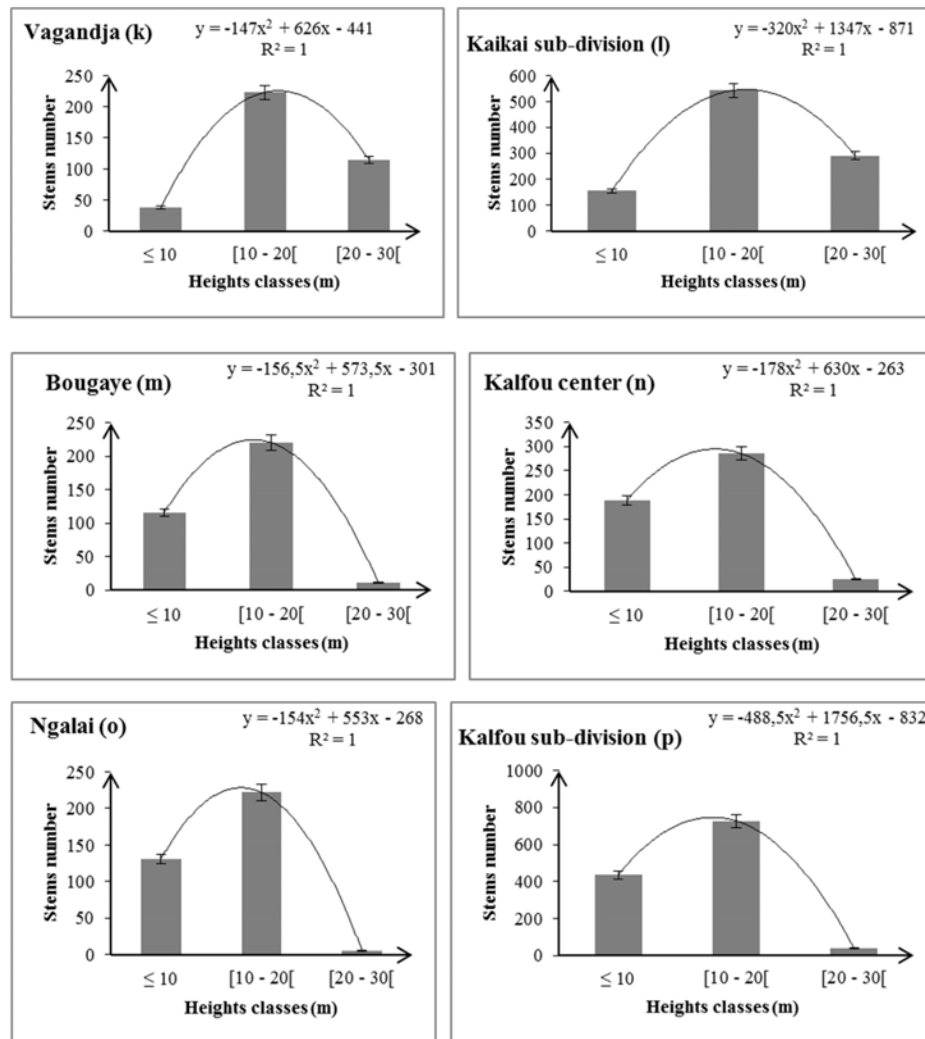 Vagandja (k)
y = -147x² + 626x - 441
R² = 1
Stems number
250
200
150
100
50
0
≤ 10
[10 - 20[
[20 - 30[
Heights classes (m)
Kaikai sub-division (l)
y = -320x² + 1347x - 871
R² = 1
Stems number
600
500
400
300
200
100
0
≤ 10
[10 - 20[
[20 - 30[
Heights classes (m)
Bougaye (m)
y = -156,5x² + 573,5x - 301
R² = 1
Stems number
250
200
150
100
50
0
≤ 10
[10 - 20[
[20 - 30[
Heights classes (m)
Kalfou center (n)
y = -178x² + 630x - 263
R² = 1
Stems number
350
300
250
200
150
100
50
0
≤ 10
[10 - 20[
[20 - 30[
Heights classes (m)
Ngalai (o)
y = -154x² + 553x - 268
R² = 1
Stems number
250
200
150
100
50
0
≤ 10
[10 - 20[
[20 - 30[
Heights classes (m)
Kalfou sub-division (p)
y = -488,5x² + 1756,5x - 832
R² = 1
Stems number
1000
800
600
400
200
0
≤ 10
[10 - 20[
[20 - 30[
Heights classes (m)